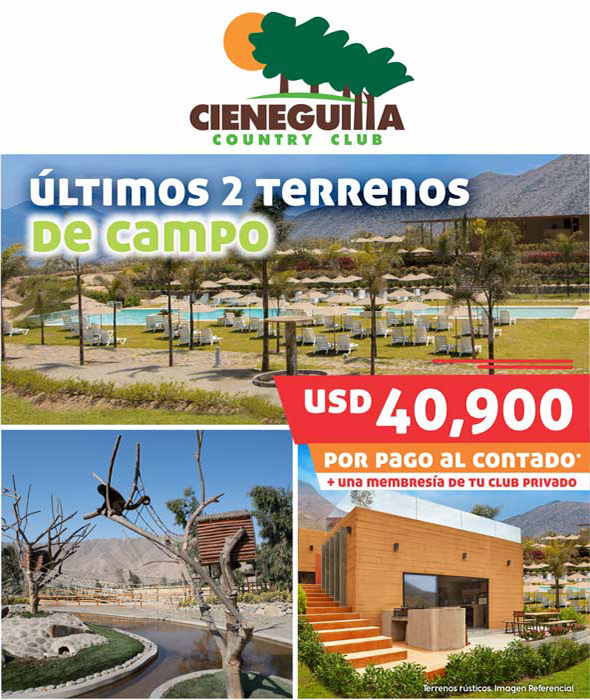 CIENEGUILLA
COUNTRY CLUB
ÚLTIMOS 2 TERRENOS
DE CAMPO
USD 40,900
POR PAGO AL CONTADO*
+ UNA MEMBRESÍA DE TU CLUB PRIVADO
Terrenos rústicos. Imagen Referencial